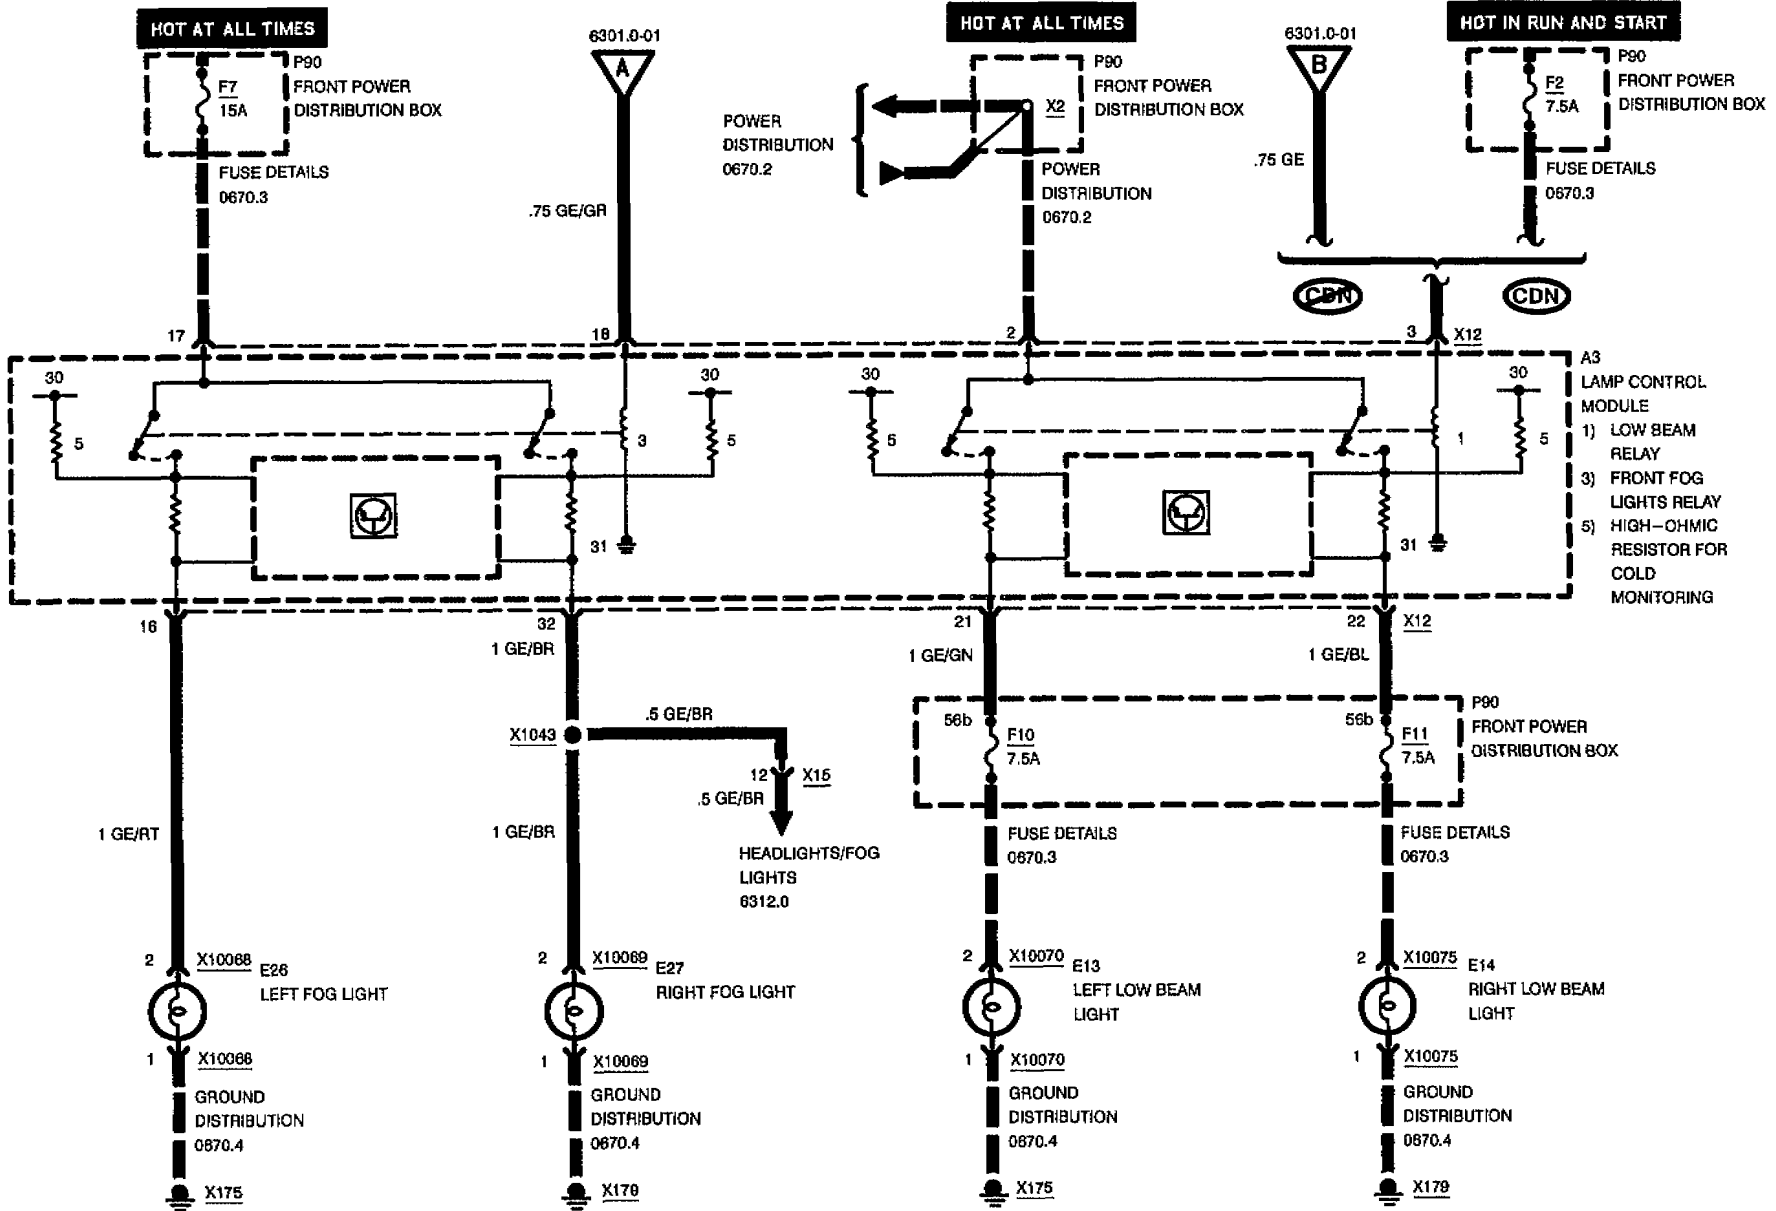 HOT AT ALL TIMES
P90
FRONT POWER
DISTRIBUTION BOX
F7
15A
FUSE DETAILS
0670.3
6301.0-01
A
.75 GE/GR
HOT AT ALL TIMES
P90
FRONT POWER
DISTRIBUTION BOX
X2
POWER
DISTRIBUTION
0670.2
POWER
DISTRIBUTION
0670.2
6301.0-01
B
.75 GE
HOT IN RUN AND START
P90
FRONT POWER
DISTRIBUTION BOX
F2
7.5A
FUSE DETAILS
0670.3
CDN
CDN
17
18
2
3
X12
30
5
3
30
5
31
30
5
1
30
5
31
A3
LAMP CONTROL
MODULE
1) LOW BEAM
RELAY
3) FRONT FOG
LIGHTS RELAY
5) HIGH-OHMIC
RESISTOR FOR
COLD
MONITORING
16
32
21
22
X12
1 GE/BR
1 GE/GN
1 GE/BL
X1043
.5 GE/BR
12
X15
.5 GE/BR
HEADLIGHTS/FOG
LIGHTS
6312.0
56b
F10
7.5A
56b
F11
7.5A
P90
FRONT POWER
DISTRIBUTION BOX
1 GE/RT
1 GE/BR
FUSE DETAILS
0670.3
FUSE DETAILS
0670.3
2
X10068
E26
LEFT FOG LIGHT
2
X10069
E27
RIGHT FOG LIGHT
2
X10070
E13
LEFT LOW BEAM
LIGHT
2
X10075
E14
RIGHT LOW BEAM
LIGHT
1
X10068
GROUND
DISTRIBUTION
0670.4
X175
1
X10069
GROUND
DISTRIBUTION
0670.4
X179
1
X10070
GROUND
DISTRIBUTION
0670.4
X175
1
X10075
GROUND
DISTRIBUTION
0670.4
X179